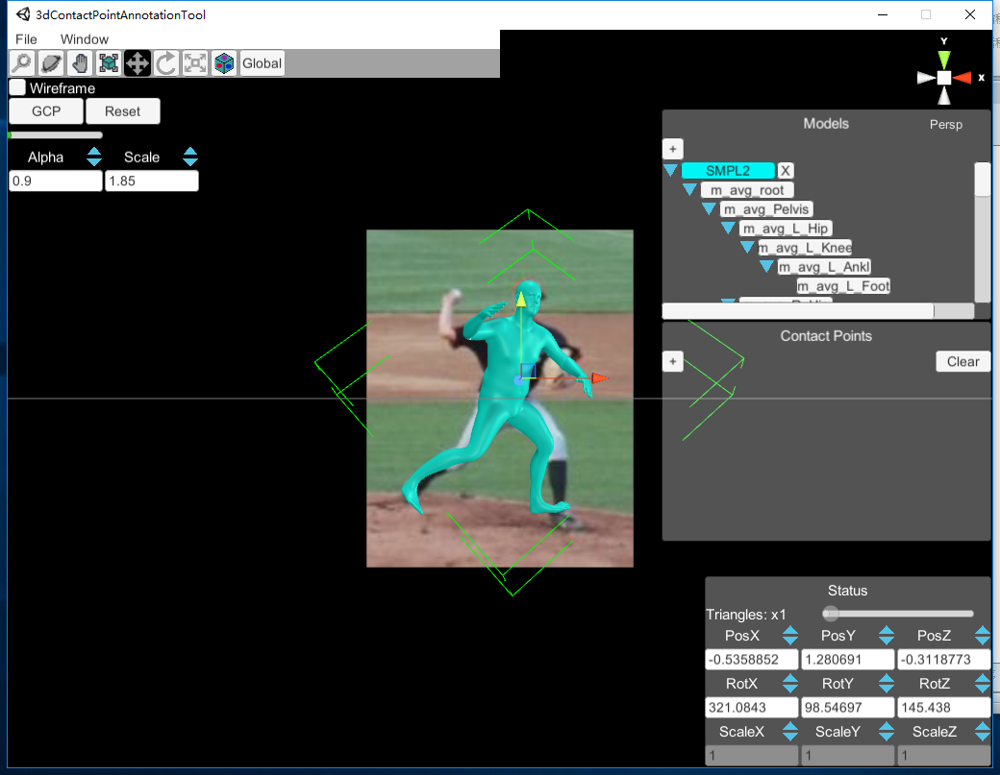 3dContactPointAnnotationTool
File Window
Global
Wireframe
GCP Reset
Alpha Scale
0.9 1.85
Y
X
Persp
Models
+
SMPL2 X
m_avg_root
m_avg_Pelvis
m_avg_L_Hip
m_avg_L_Knee
m_avg_L_Ankl
m_avg_L_Foot
Contact Points
+ Clear
Status
Triangles: x1
PosX PosY PosZ
-0.5358852 1.280691 -0.3118773
RotX RotY RotZ
321.0843 98.54697 145.438
ScaleX ScaleY ScaleZ
1 1 1